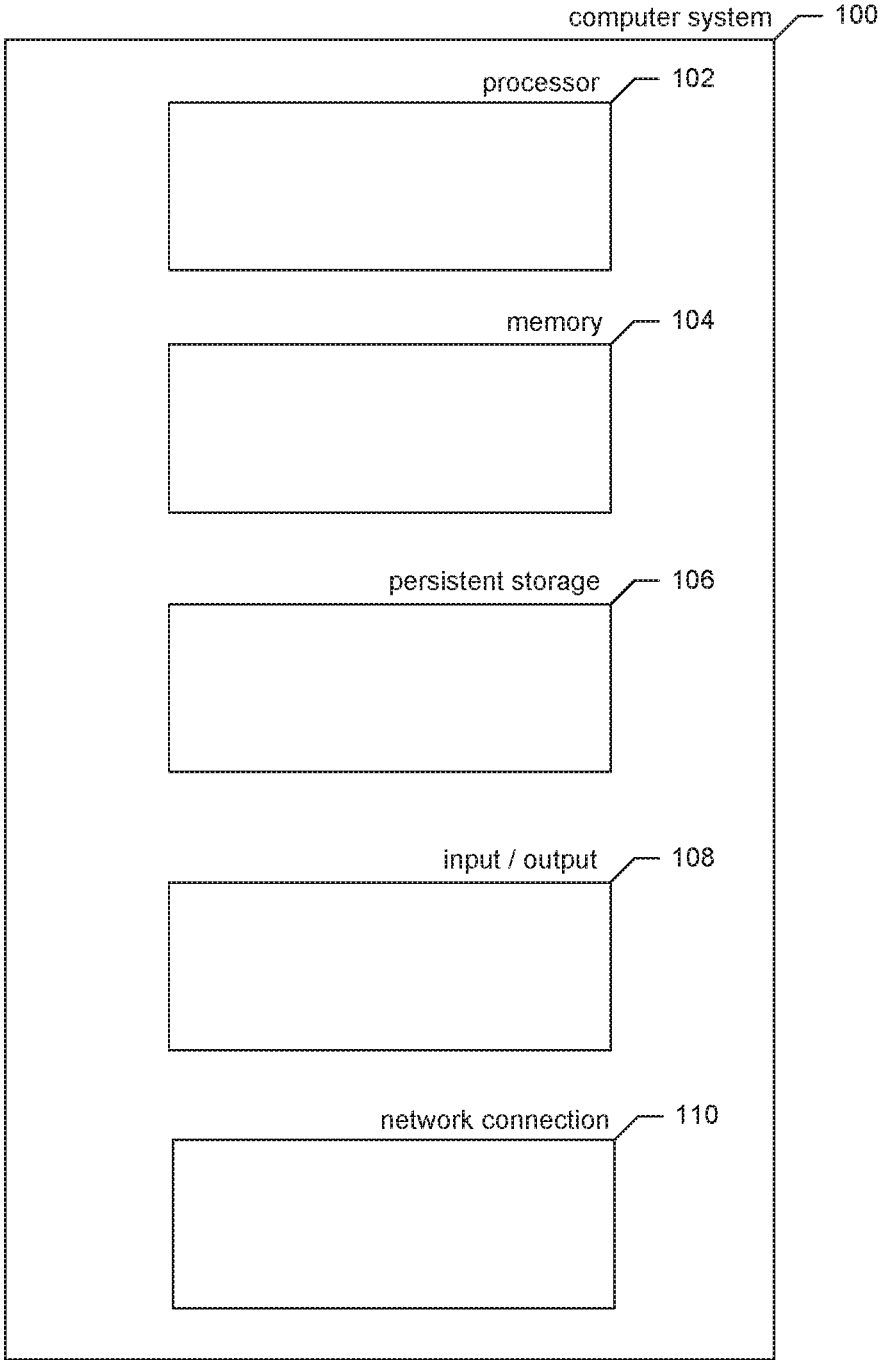 computer system 100
processor 102
memory 104
persistent storage 106
input / output 108
network connection 110